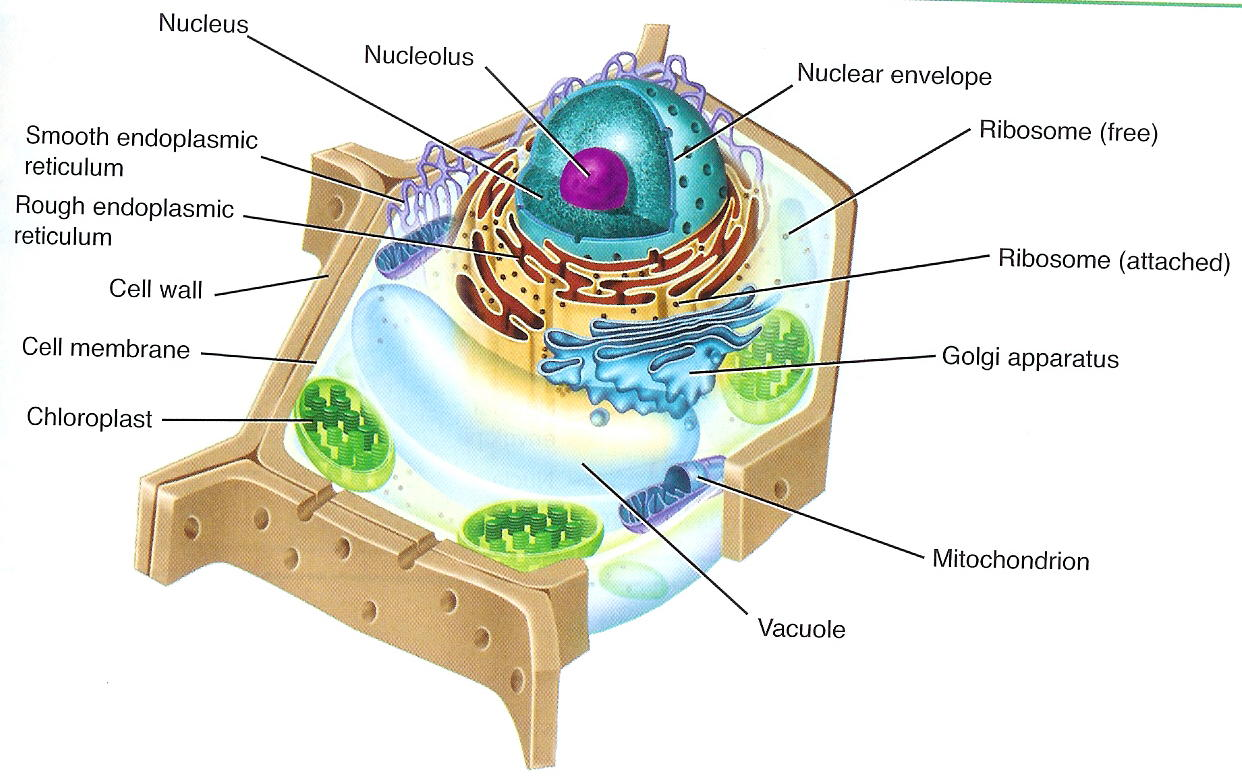 Nucleus
Nucleolus
Nuclear envelope
Ribosome (free)
Smooth endoplasmic
reticulum
Rough endoplasmic
reticulum
Ribosome (attached)
Cell wall
Cell membrane
Golgi apparatus
Chloroplast
Mitochondrion
Vacuole